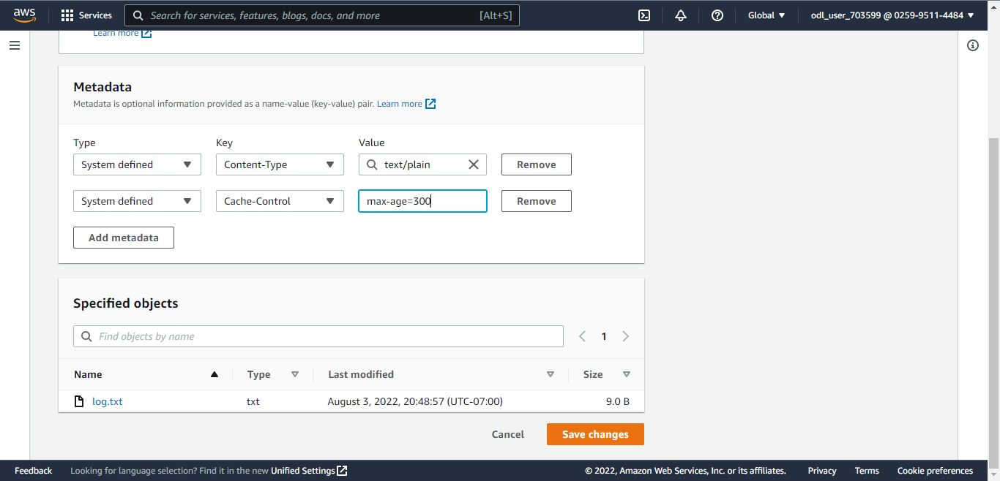 aws Services Search for services, features, blogs, docs, and more [Alt+S] Global odl_user_703599 @ 0259-9511-4484
Learn more
Metadata
Metadata is optional information provided as a name-value (key-value) pair. Learn more
Type Key Value
System defined Content-Type text/plain Remove
System defined Cache-Control max-age=300 Remove
Add metadata
Specified objects
Find objects by name 1
Name Type Last modified Size
log.txt txt August 3, 2022, 20:48:57 (UTC-07:00) 9.0 B
Cancel Save changes
Feedback Looking for language selection? Find it in the new Unified Settings © 2022, Amazon Web Services, Inc. or its affiliates. Privacy Terms Cookie preferences